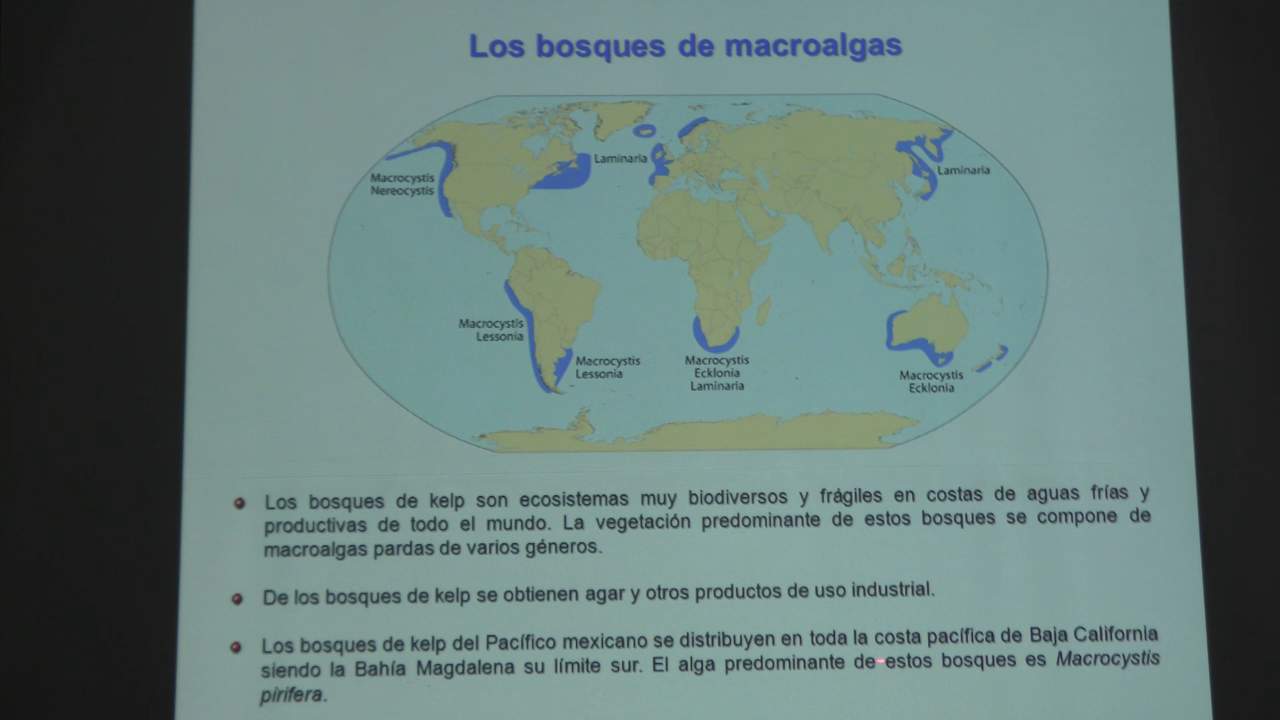 Los bosques de macroalgas
Laminaria
Macrocystis
Nereocystis
Laminaria
Macrocystis
Lessonia
Macrocystis
Lessonia
Macrocystis
Ecklonia
Laminaria
Macrocystis
Ecklonia
Los bosques de kelp son ecosistemas muy biodiversos y frágiles en costas de aguas frías y
productivas de todo el mundo. La vegetación predominante de estos bosques se compone de
macroalgas pardas de varios géneros.
De los bosques de kelp se obtienen agar y otros productos de uso industrial.
Los bosques de kelp del Pacífico mexicano se distribuyen en toda la costa pacífica de Baja California
siendo la Bahía Magdalena su límite sur. El alga predominante de estos bosques es Macrocystis
pirifera.